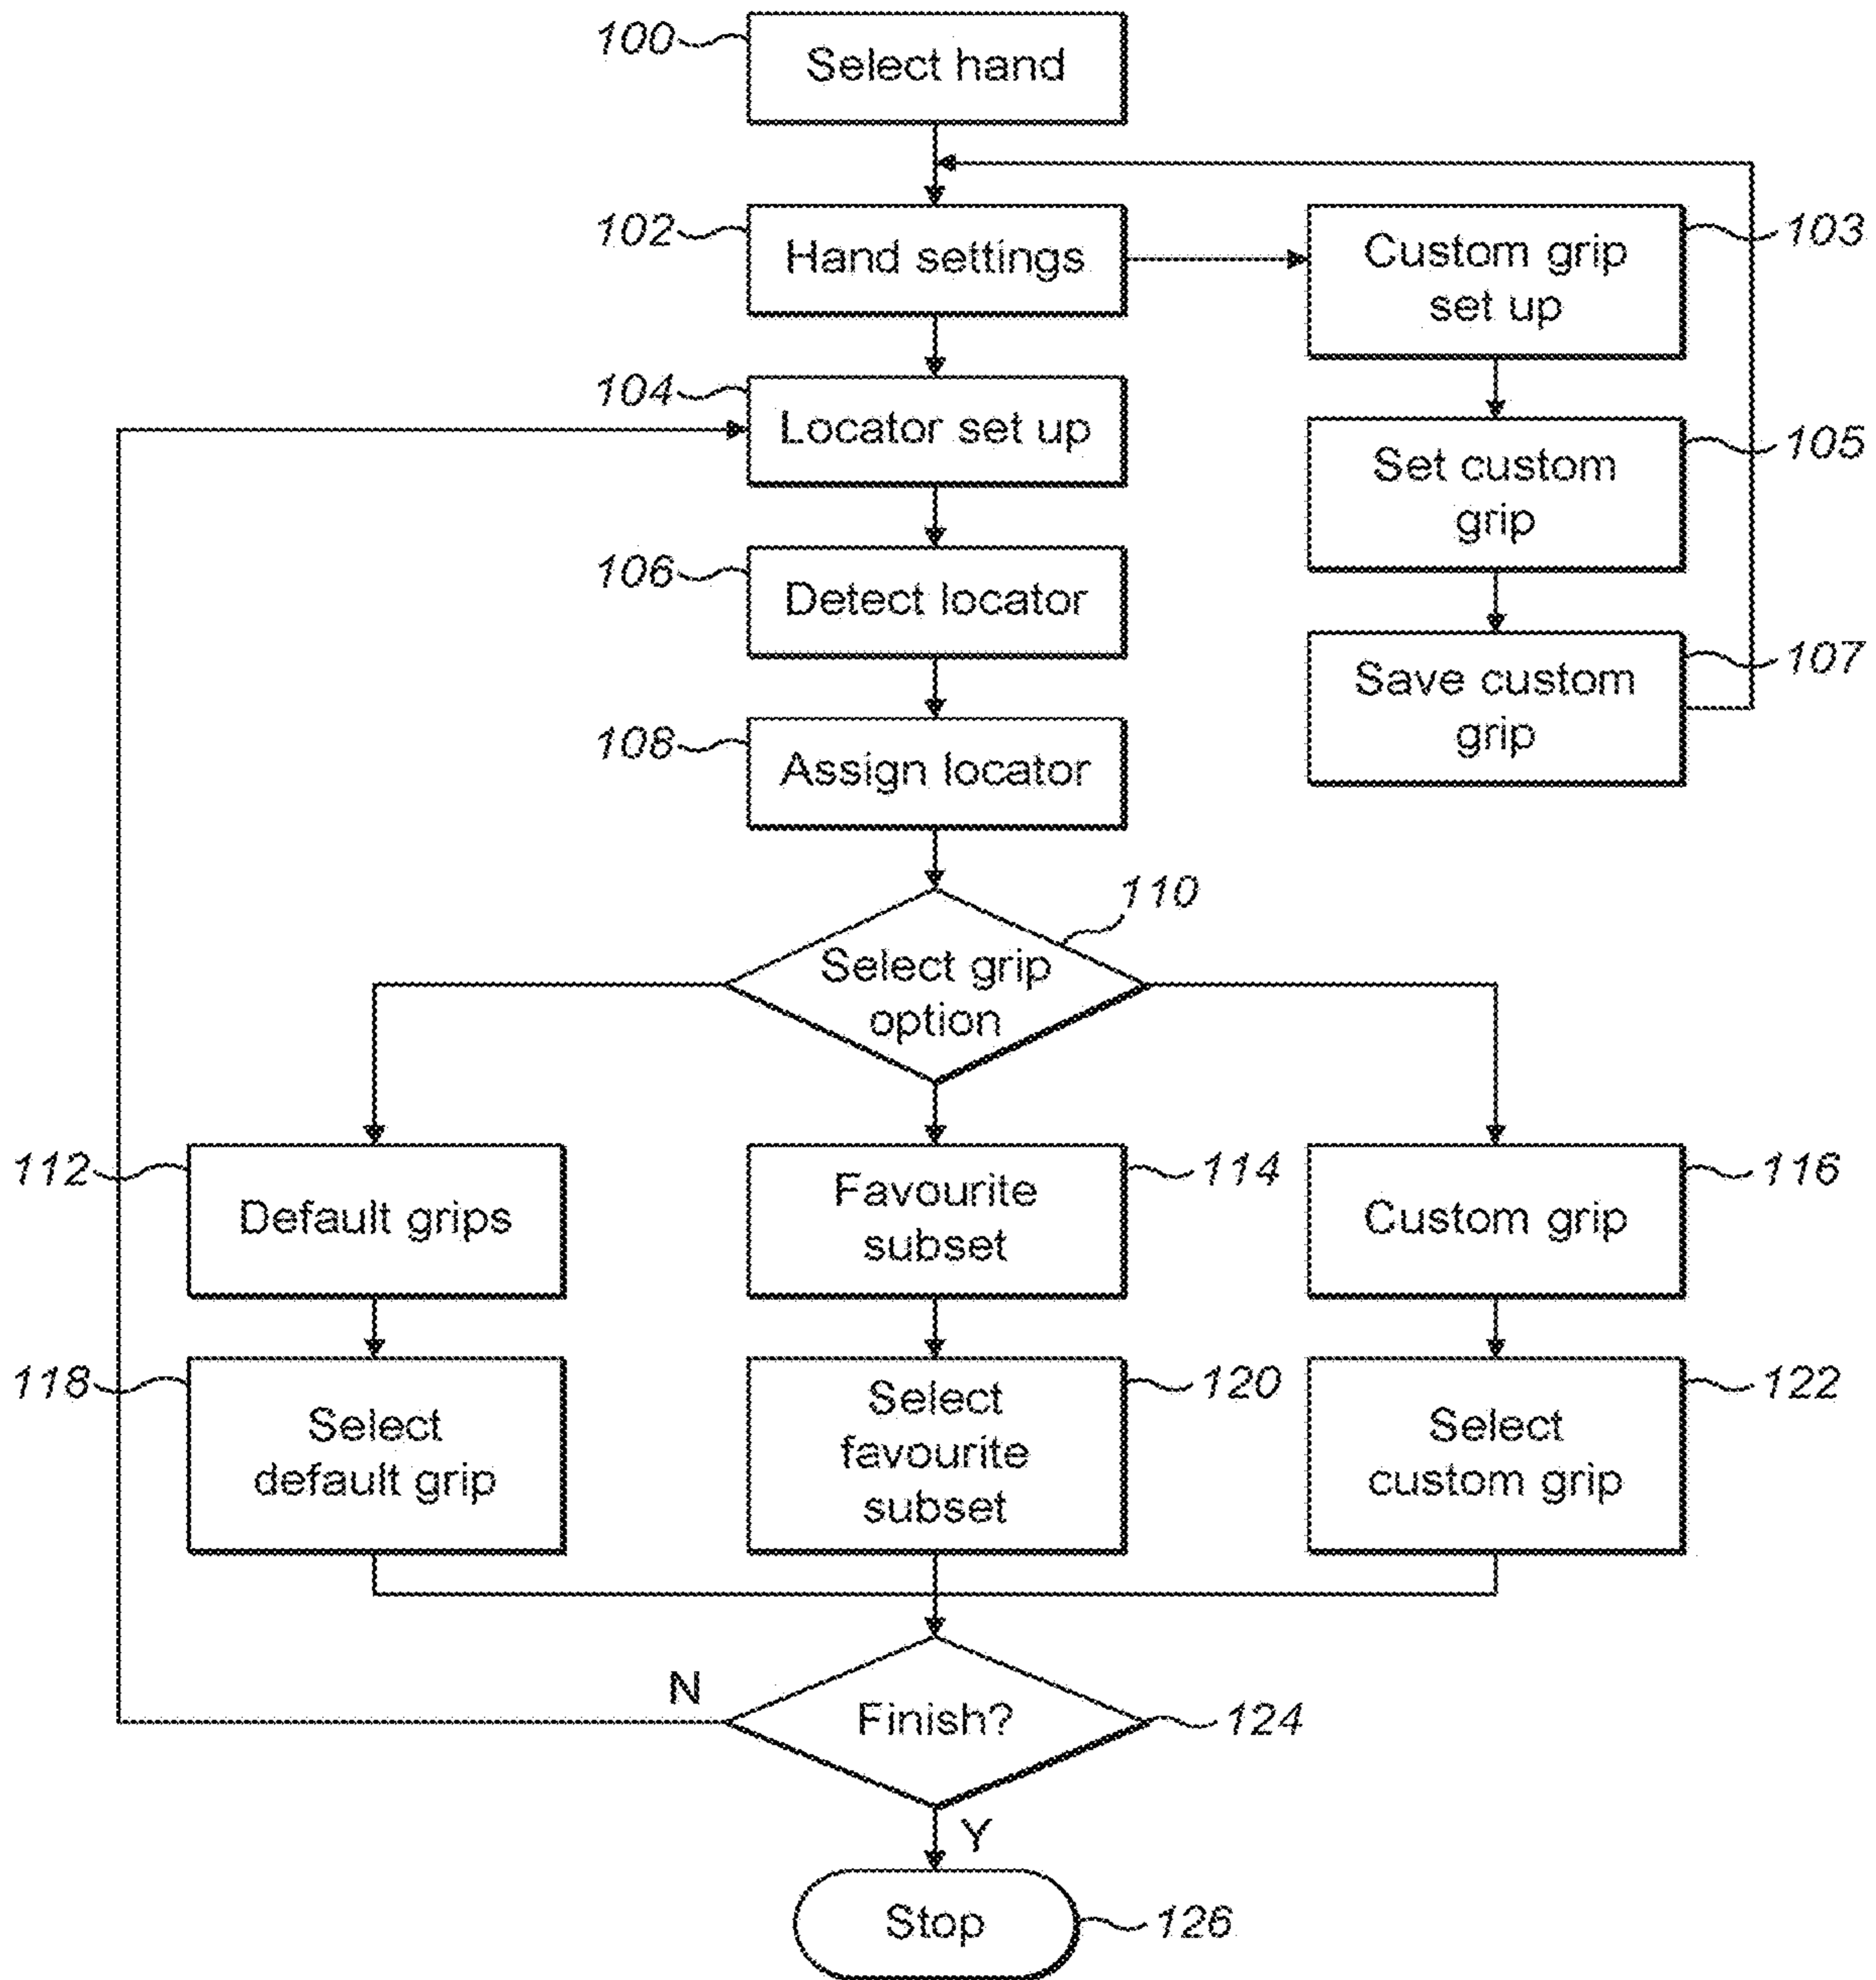 100
Select hand
102
Hand settings
Custom grip
set up
103
104
Locator set up
Set custom
grip
105
106
Detect locator
Save custom
grip
107
108
Assign locator
110
Select grip
option
112
Default grips
Favourite
subset
114
Custom grip
116
118
Select
default grip
Select
favourite
subset
120
Select
custom grip
122
N
Finish?
124
Y
Stop
126